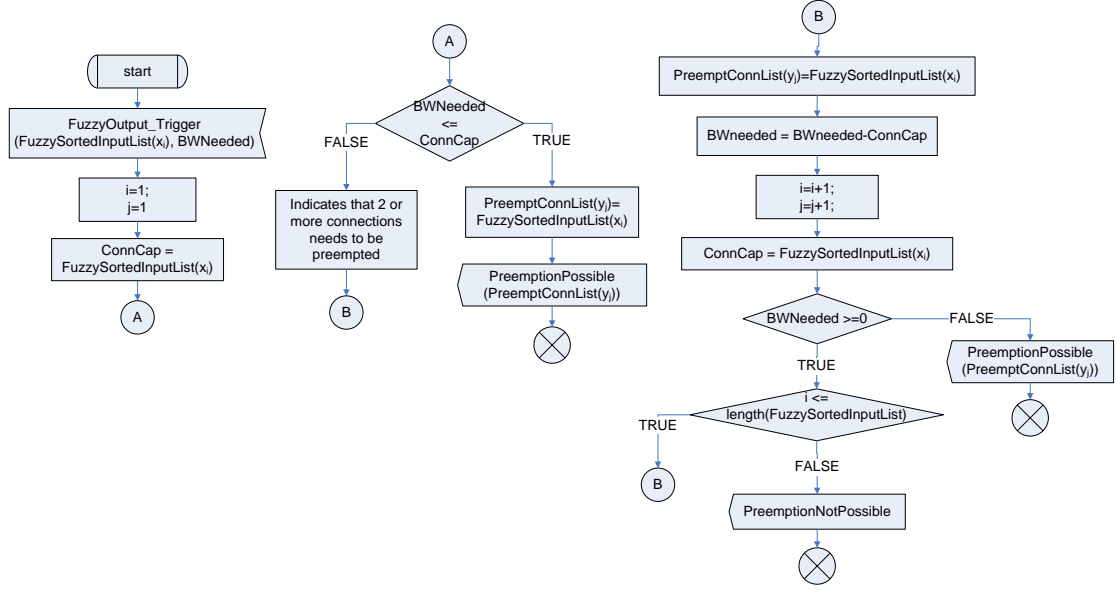 start
FuzzyOutput_Trigger
(FuzzySortedInputList(xi), BWNeeded)
i=1;
j=1
ConnCap =
FuzzySortedInputList(xi)
A
A
BWNeeded
<=
ConnCap
FALSE
TRUE
Indicates that 2 or
more connections
needs to be
preempted
B
PreemptConnList(yj)=
FuzzySortedInputList(xi)
PreemptionPossible
(PreemptConnList(yj))
B
PreemptConnList(yj)=FuzzySortedInputList(xi)
BWneeded = BWneeded-ConnCap
i=i+1;
j=j+1;
ConnCap = FuzzySortedInputList(xi)
BWNeeded >=0
FALSE
PreemptionPossible
(PreemptConnList(yj))
TRUE
i <=
length(FuzzySortedInputList)
TRUE
B
FALSE
PreemptionNotPossible